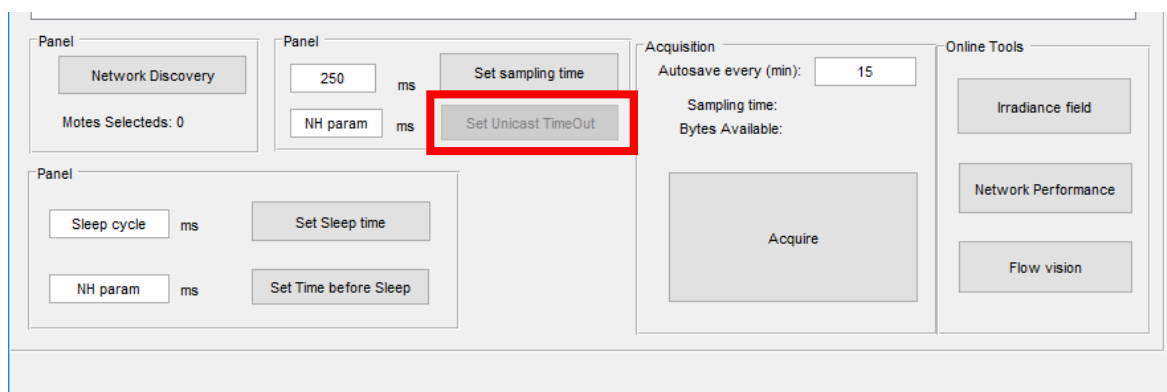 Panel
Network Discovery
Motes Selecteds: 0
Panel
250 ms Set sampling time
NH param ms Set Unicast TimeOut
Panel
Sleep cycle ms Set Sleep time
NH param ms Set Time before Sleep
Acquisition
Autosave every (min): 15
Sampling time:
Bytes Available:
Acquire
Online Tools
Irradiance field
Network Performance
Flow vision